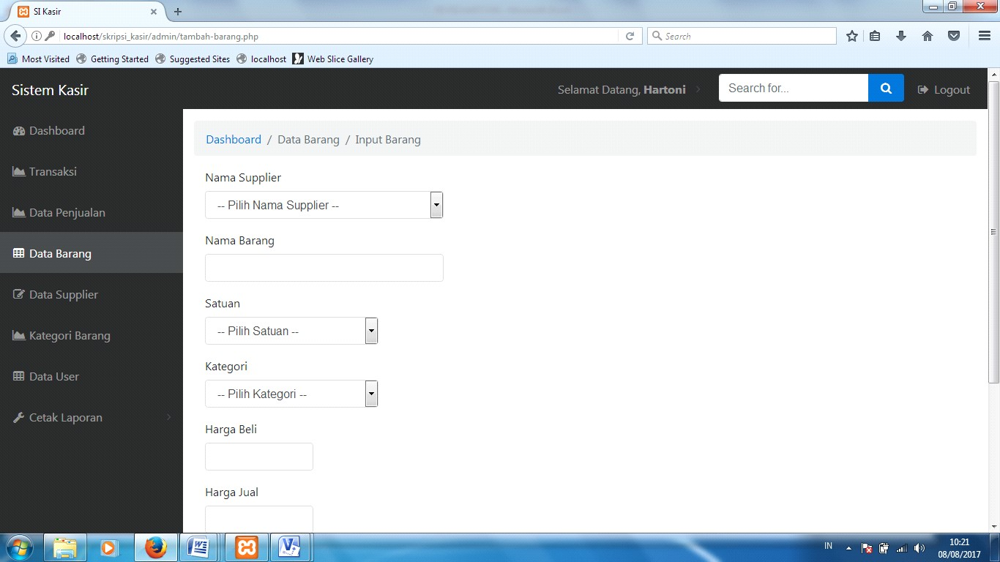 SI Kasir
localhost/skripsi_kasir/admin/tambah-barang.php
Search
Most Visited Getting Started Suggested Sites localhost Web Slice Gallery
Sistem Kasir
Selamat Datang, Hartoni
Search for...
Logout
Dashboard
Transaksi
Data Penjualan
Data Barang
Data Supplier
Kategori Barang
Data User
Cetak Laporan
Dashboard / Data Barang / Input Barang
Nama Supplier
-- Pilih Nama Supplier --
Nama Barang
Satuan
-- Pilih Satuan --
Kategori
-- Pilih Kategori --
Harga Beli
Harga Jual
IN
10:21
08/08/2017